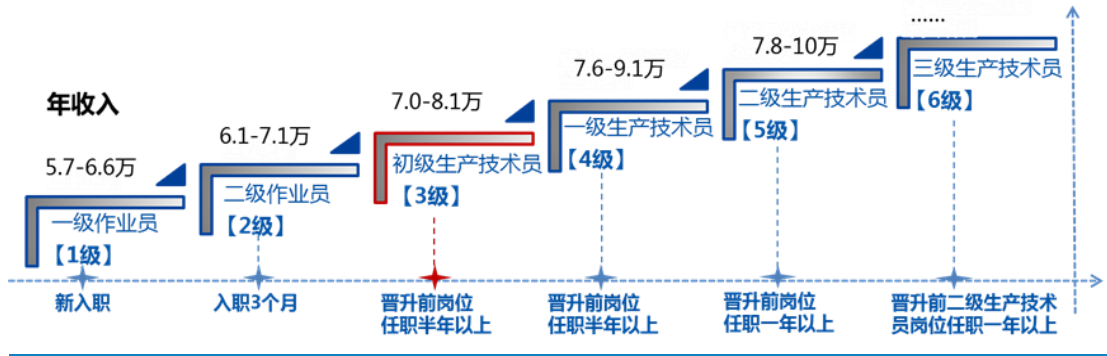 ......
7.8-10万
三级生产技术员
【6级】
7.6-9.1万
二级生产技术员
【5级】
年收入
7.0-8.1万
一级生产技术员
【4级】
6.1-7.1万
初级生产技术员
【3级】
5.7-6.6万
二级作业员
【2级】
一级作业员
【1级】
新入职
入职3个月
晋升前岗位
任职半年以上
晋升前岗位
任职半年以上
晋升前岗位
任职一年以上
晋升前二级生产技术
员岗位任职一年以上